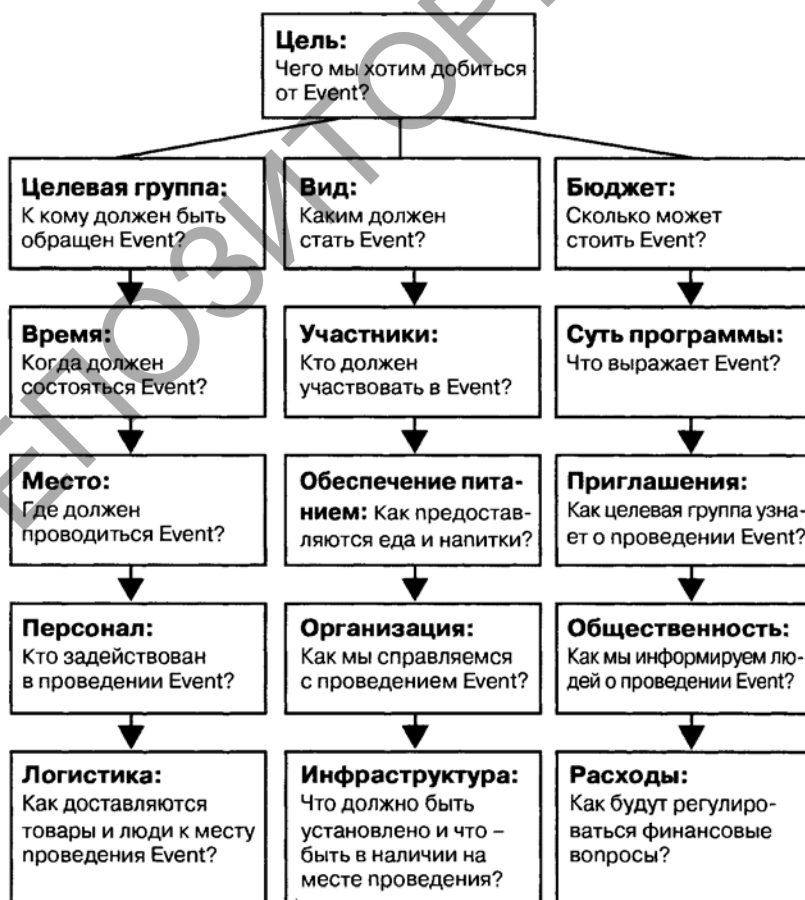 Цель:
Чего мы хотим добиться
от Event?
Целевая группа:
К кому должен быть
обращен Event?
Вид:
Каким должен
стать Event?
Бюджет:
Сколько может
стоить Event?
Время:
Когда должен
состояться Event?
Участники:
Кто должен
участвовать в Event?
Суть программы:
Что выражает Event?
Место:
Где должен
проводиться Event?
Обеспечение пита-
нием: Как предостав-
ляются еда и напитки?
Приглашения:
Как целевая группа узна-
ет о проведении Event?
Персонал:
Кто задействован
в проведении Event?
Организация:
Как мы справляемся
с проведением Event?
Общественность:
Как мы информируем лю-
дей о проведении Event?
Логистика:
Как доставляются
товары и люди к месту
проведения Event?
Инфраструктура:
Что должно быть
установлено и что –
быть в наличии на
месте проведения?
Расходы:
Как будут регулиро-
ваться финансовые
вопросы?